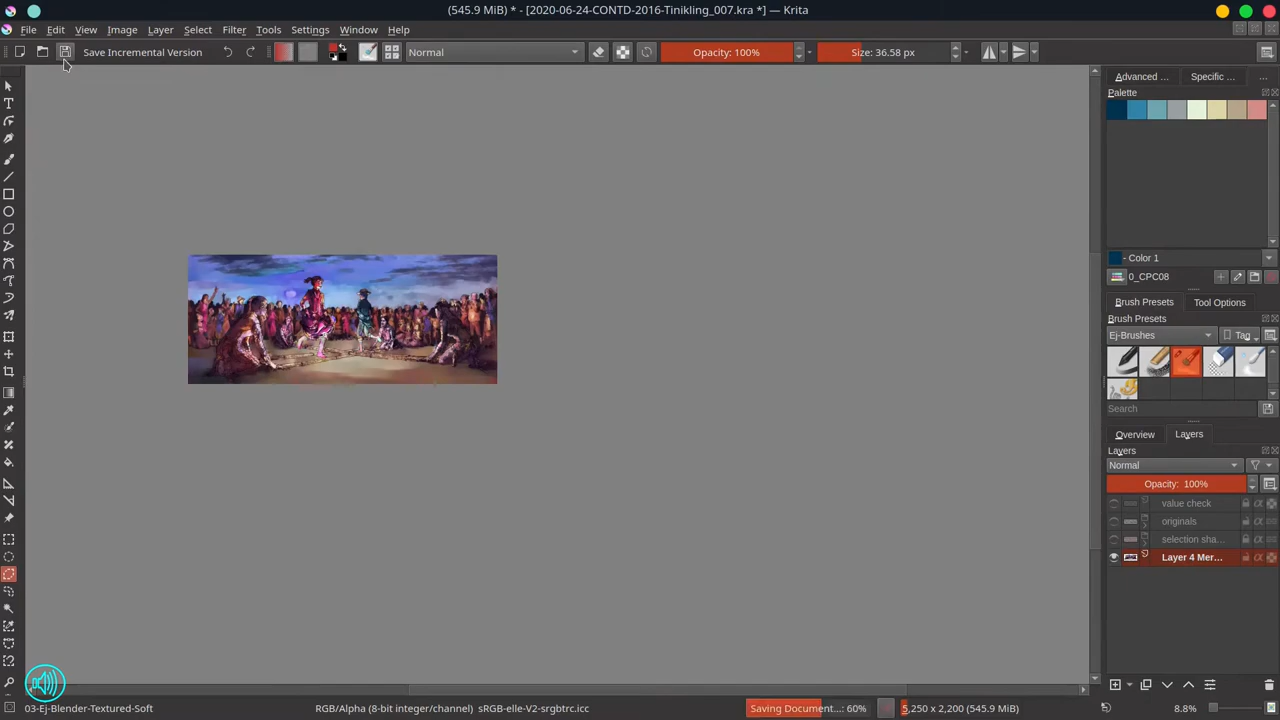 (545.9 MiB) * - [2020-06-24-CONTD-2016-Tinikling_007.kra *] — Krita
File Edit View Image Layer Select Filter Tools Settings Window Help
Save Incremental Version Normal Opacity: 100% Size: 36.58 px
Advanced ... Specific ... ...
Palette
- Color 1
0_CPC08
Brush Presets Tool Options
Brush Presets
Ej-Brushes Tag
Search
Overview Layers
Layers
Normal
Opacity: 100%
value check
originals
selection sha...
Layer 4 Mer...
03-Ej-Blender-Textured-Soft RGB/Alpha (8-bit integer/channel) sRGB-elle-V2-srgbtrc.icc Saving Document...: 60% 5,250 x 2,200 (545.9 MiB) 8.8%